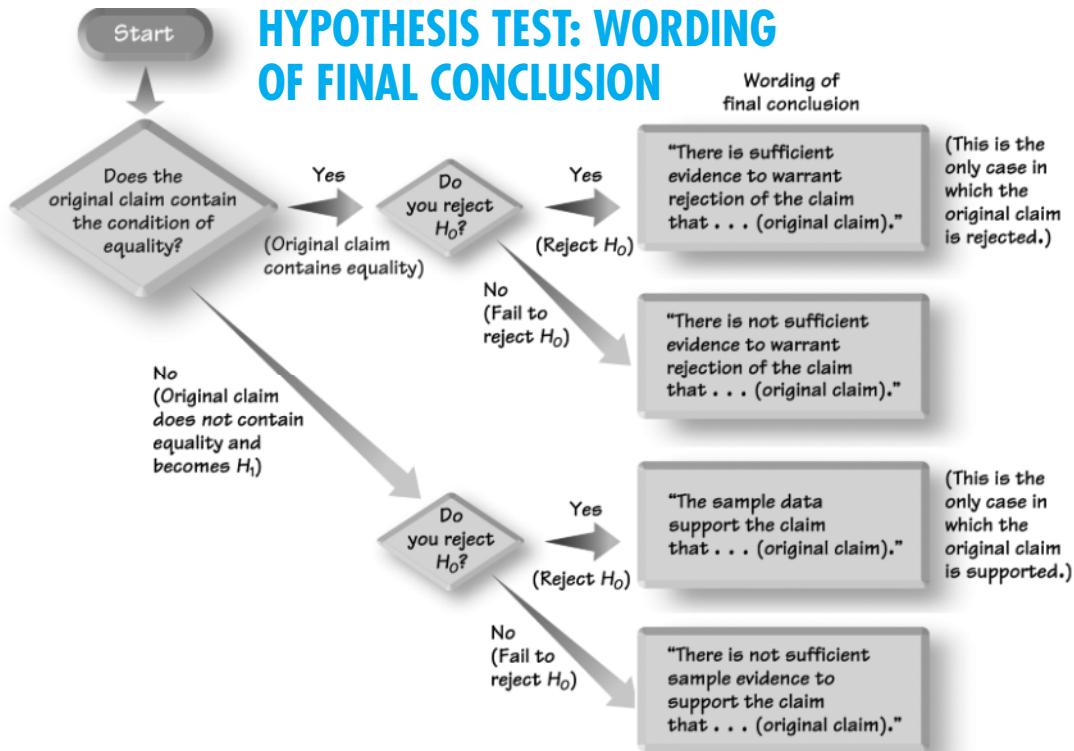 Start
HYPOTHESIS TEST: WORDING
OF FINAL CONCLUSION
Wording of
final conclusion
Does the
original claim contain
the condition of
equality?
Yes
(Original claim
contains equality)
Do
you reject
H₀?
Yes
(Reject H₀)
“There is sufficient
evidence to warrant
rejection of the claim
that . . . (original claim).”
(This is the
only case in
which the
original claim
is rejected.)
No
(Fail to
reject H₀)
“There is not sufficient
evidence to warrant
rejection of the claim
that . . . (original claim).”
No
(Original claim
does not contain
equality and
becomes H₁)
Do
you reject
H₀?
Yes
(Reject H₀)
“The sample data
support the claim
that . . . (original claim).”
(This is the
only case in
which the
original claim
is supported.)
No
(Fail to
reject H₀)
“There is not sufficient
sample evidence to
support the claim
that . . . (original claim).”